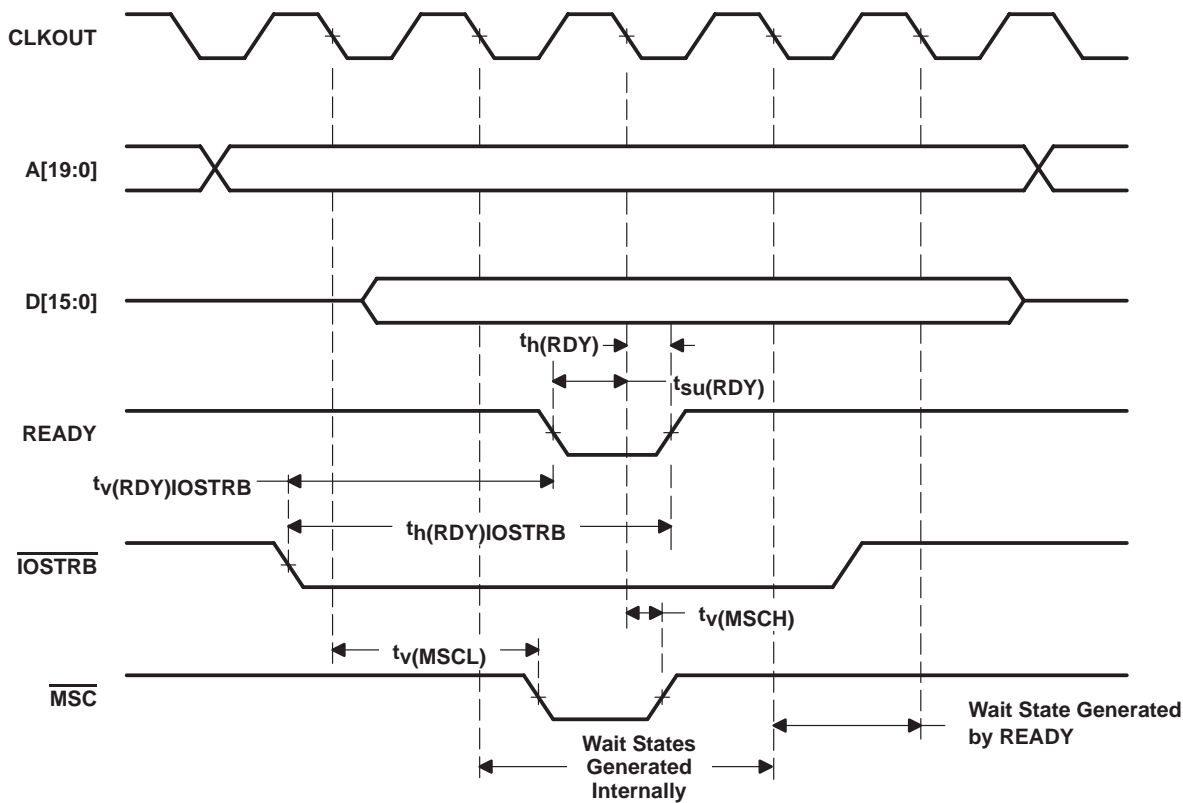 CLKOUT
A[19:0]
D[15:0]
th(RDY)
tsu(RDY)
READY
tv(RDY)IOSTRB
th(RDY)IOSTRB
IOSTRB
tv(MSCH)
tv(MSCL)
MSC
Wait State Generated
by READY
Wait States
Generated
Internally